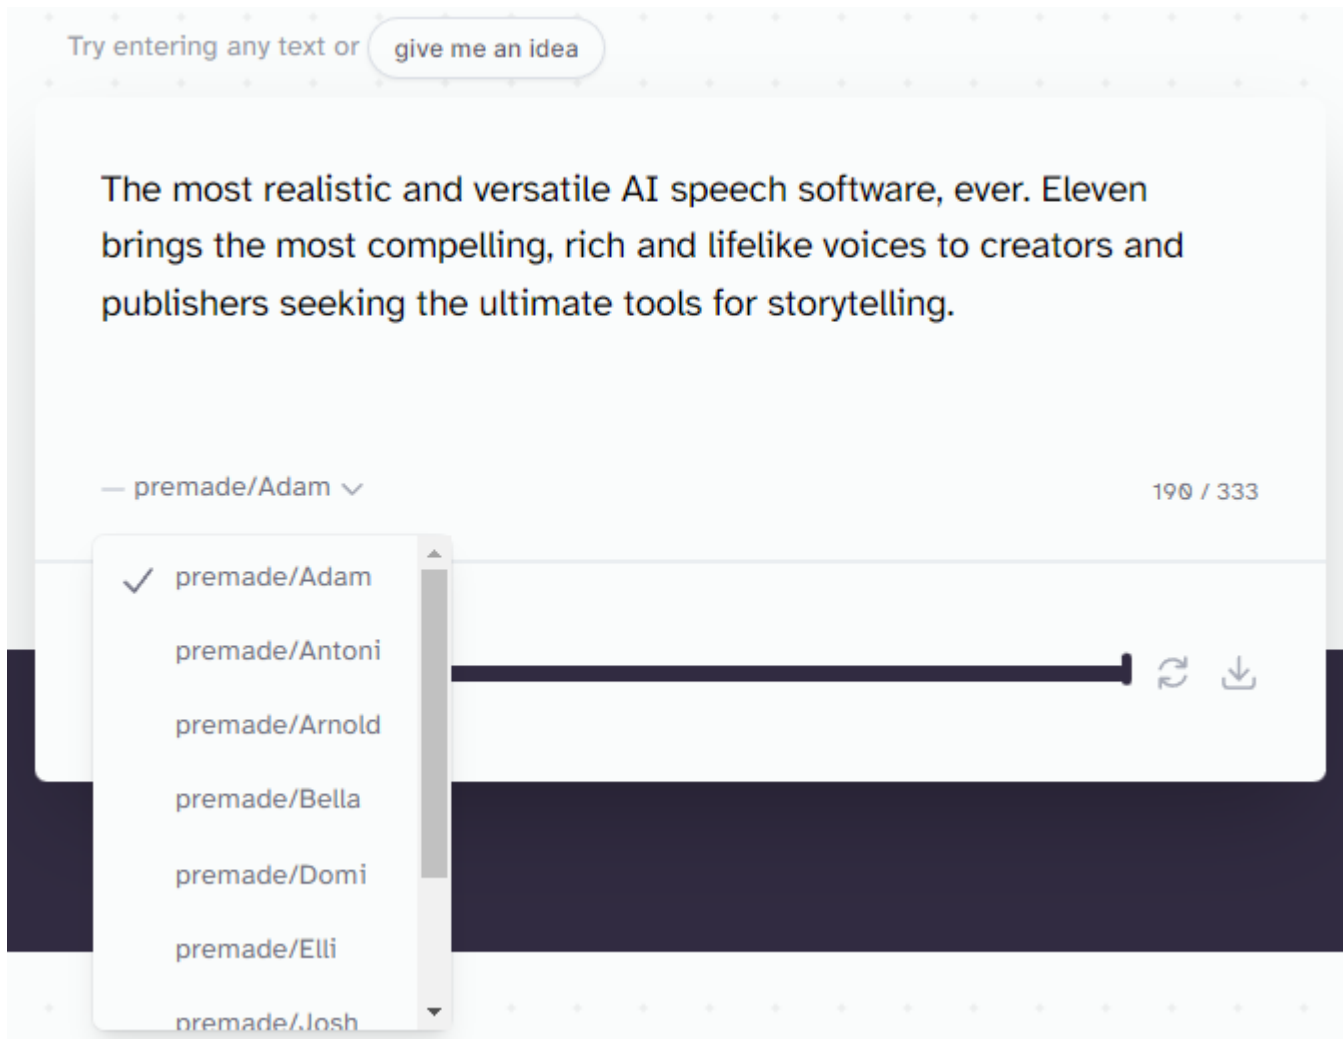 Try entering any text or give me an idea
The most realistic and versatile AI speech software, ever. Eleven
brings the most compelling, rich and lifelike voices to creators and
publishers seeking the ultimate tools for storytelling.
— premade/Adam 190 / 333
premade/Adam
premade/Antoni
premade/Arnold
premade/Bella
premade/Domi
premade/Elli
premade/Josh